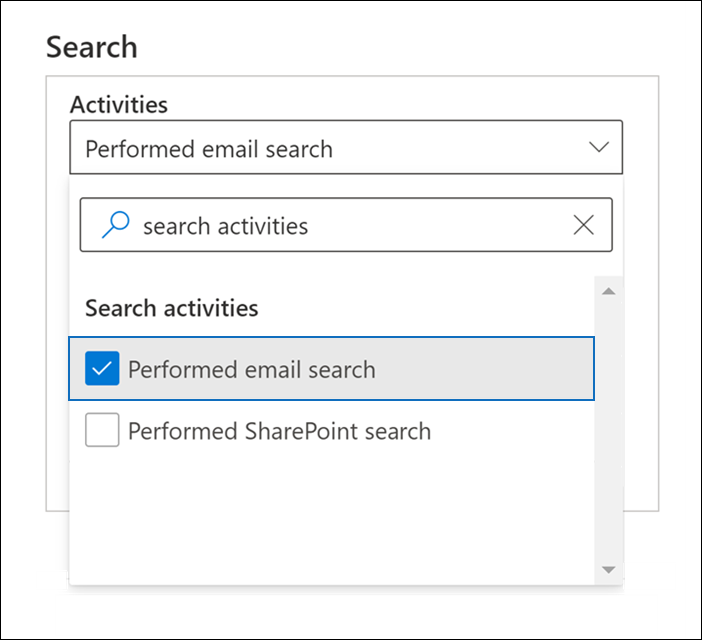 Search
Activities
Performed email search
search activities
Search activities
Performed email search
Performed SharePoint search